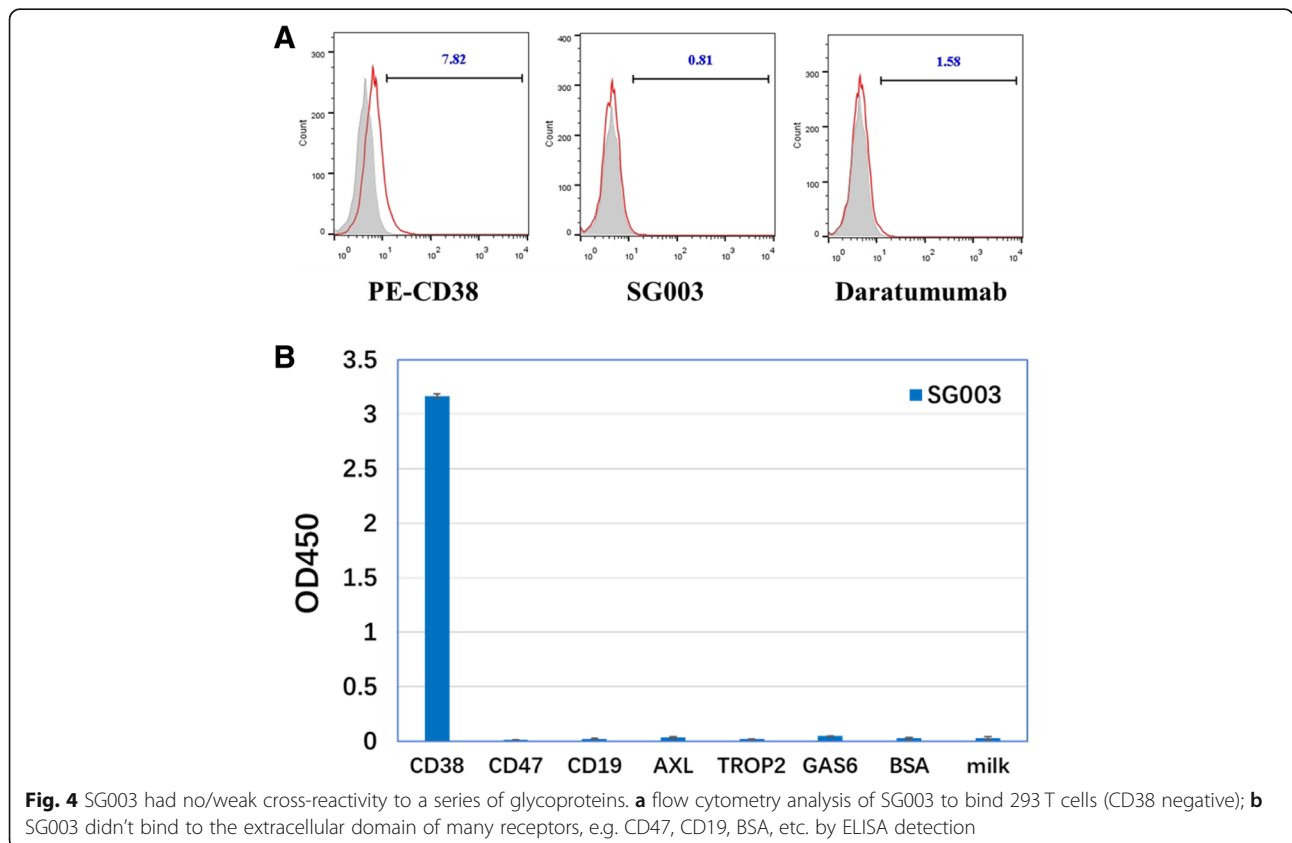 A
7.82
300
200
100
0
Count
10^0 10^1 10^2 10^3 10^4
PE-CD38
0.81
400
300
200
100
0
Count
10^0 10^1 10^2 10^3 10^4
SG003
1.58
300
200
100
0
Count
10^0 10^1 10^2 10^3 10^4
Daratumumab
B
3.5
3
2.5
2
1.5
1
0.5
0
OD450
SG003
CD38 CD47 CD19 AXL TROP2 GAS6 BSA milk
Fig. 4 SG003 had no/weak cross-reactivity to a series of glycoproteins. a flow cytometry analysis of SG003 to bind 293 T cells (CD38 negative); b
SG003 didn't bind to the extracellular domain of many receptors, e.g. CD47, CD19, BSA, etc. by ELISA detection